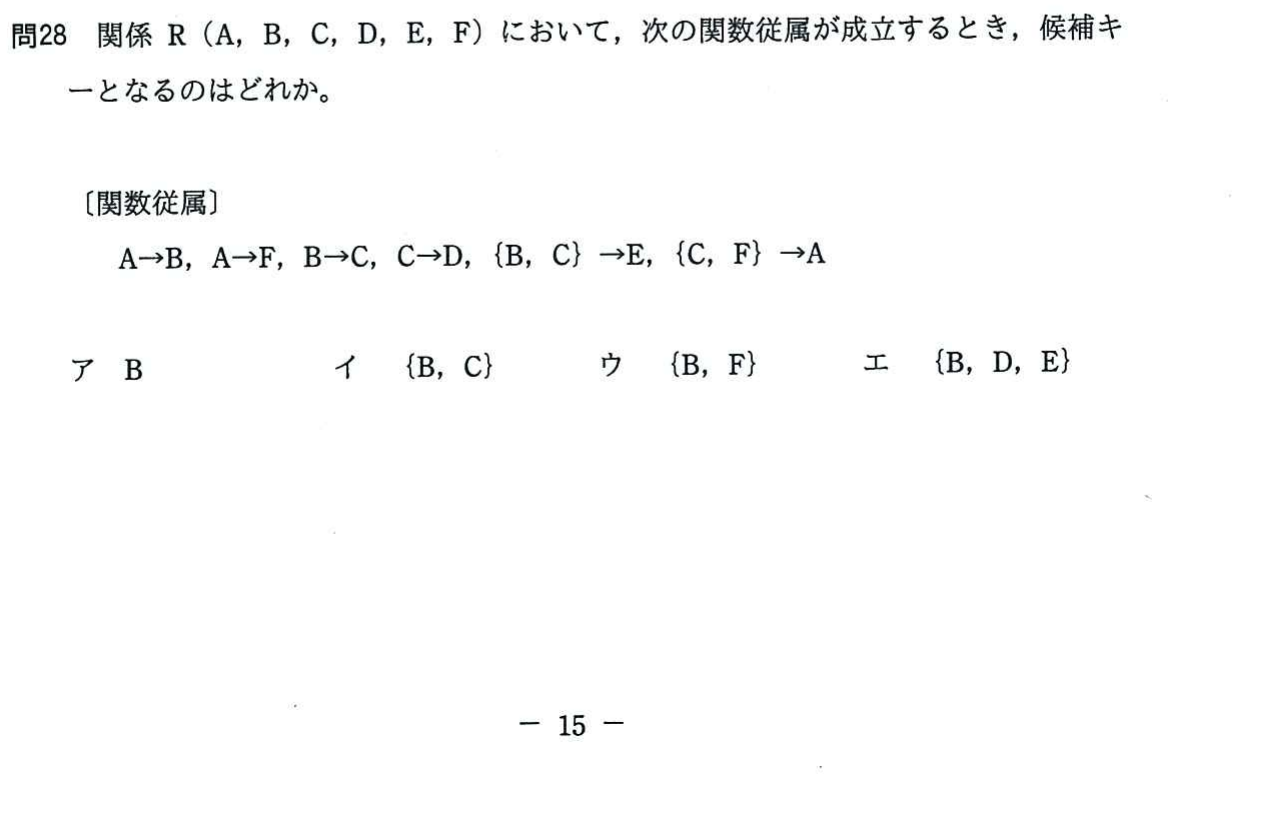 問28 関係 R（A，B，C，D，E，F）において，次の関数従属が成立するとき，候補キ
ーとなるのはどれか。
〔関数従属〕
A→B，A→F，B→C，C→D，{B，C} →E，{C，F} →A
ア B イ {B，C} ウ {B，F} エ {B，D，E}
－ 15 －